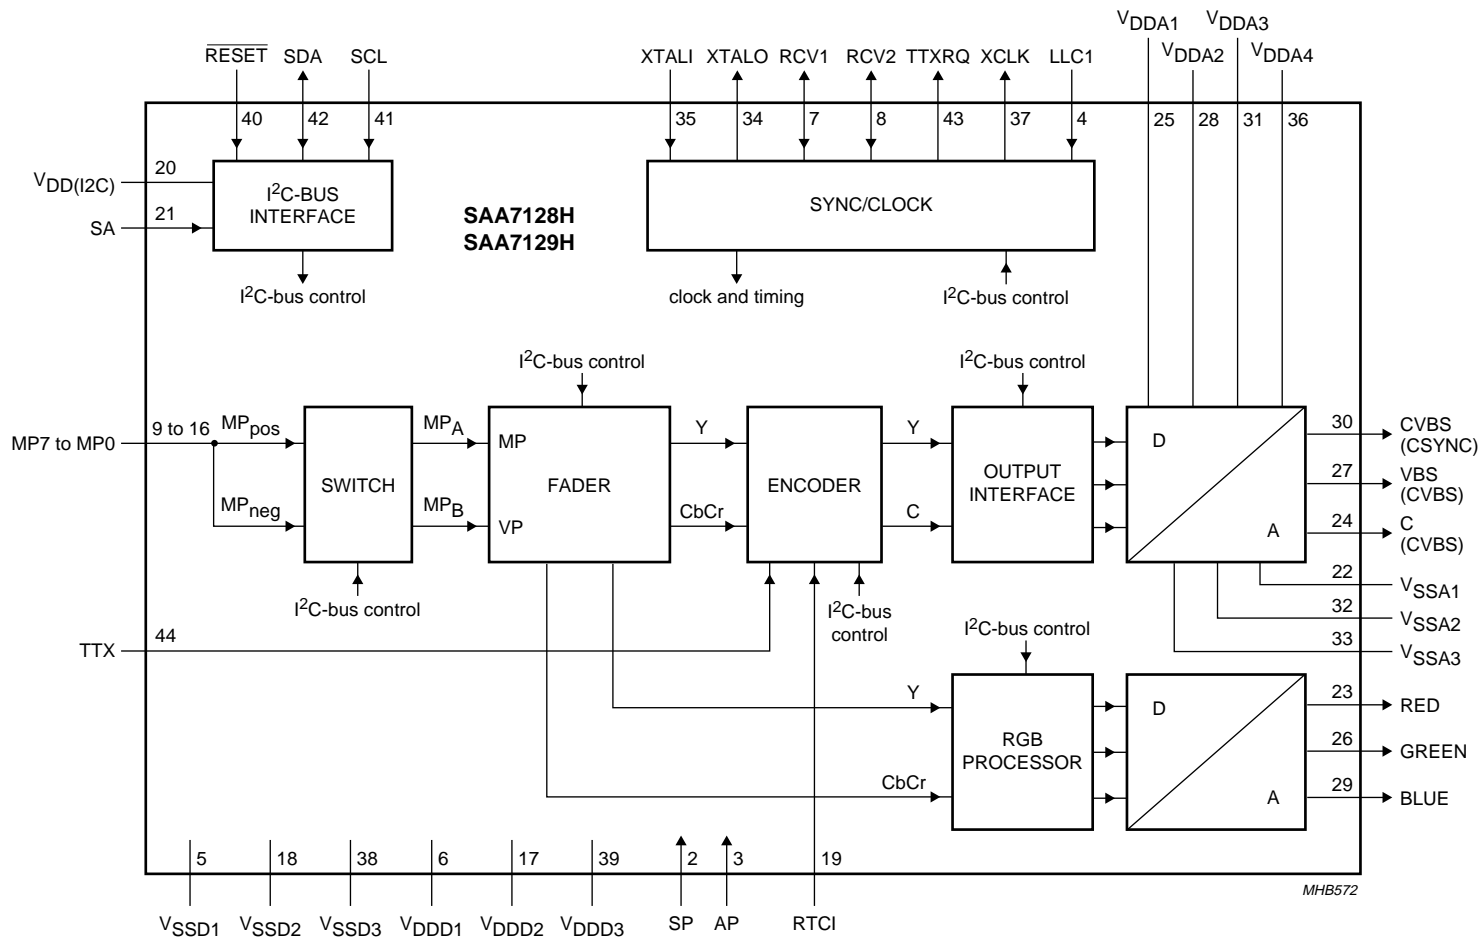 VDDA1 VDDA3
VDDA2 VDDA4
RESET SDA SCL XTALI XTALO RCV1 RCV2 TTXRQ XCLK LLC1
40 42 41 35 34 7 8 43 37 4 25 28 31 36
VDD(I2C) 20
SA 21
I2C-BUS
INTERFACE
SAA7128H
SAA7129H
SYNC/CLOCK
I2C-bus control
clock and timing
I2C-bus control
I2C-bus control
I2C-bus control
MP7 to MP0 9 to 16 MPpos
MPneg
SWITCH
MPA
MPB
MP
FADER
VP
Y
CbCr
ENCODER
Y
C
OUTPUT
INTERFACE
D
A
30 CVBS
(CSYNC)
27 VBS
(CVBS)
24 C
(CVBS)
22 VSSA1
32 VSSA2
33 VSSA3
I2C-bus control
I2C-bus
control
TTX 44
I2C-bus control
Y
CbCr
RGB
PROCESSOR
D
A
23 RED
26 GREEN
29 BLUE
5 18 38 6 17 39 2 3 19
VSSD1 VSSD2 VSSD3 VDDD1 VDDD2 VDDD3 SP AP RTCI
MHB572